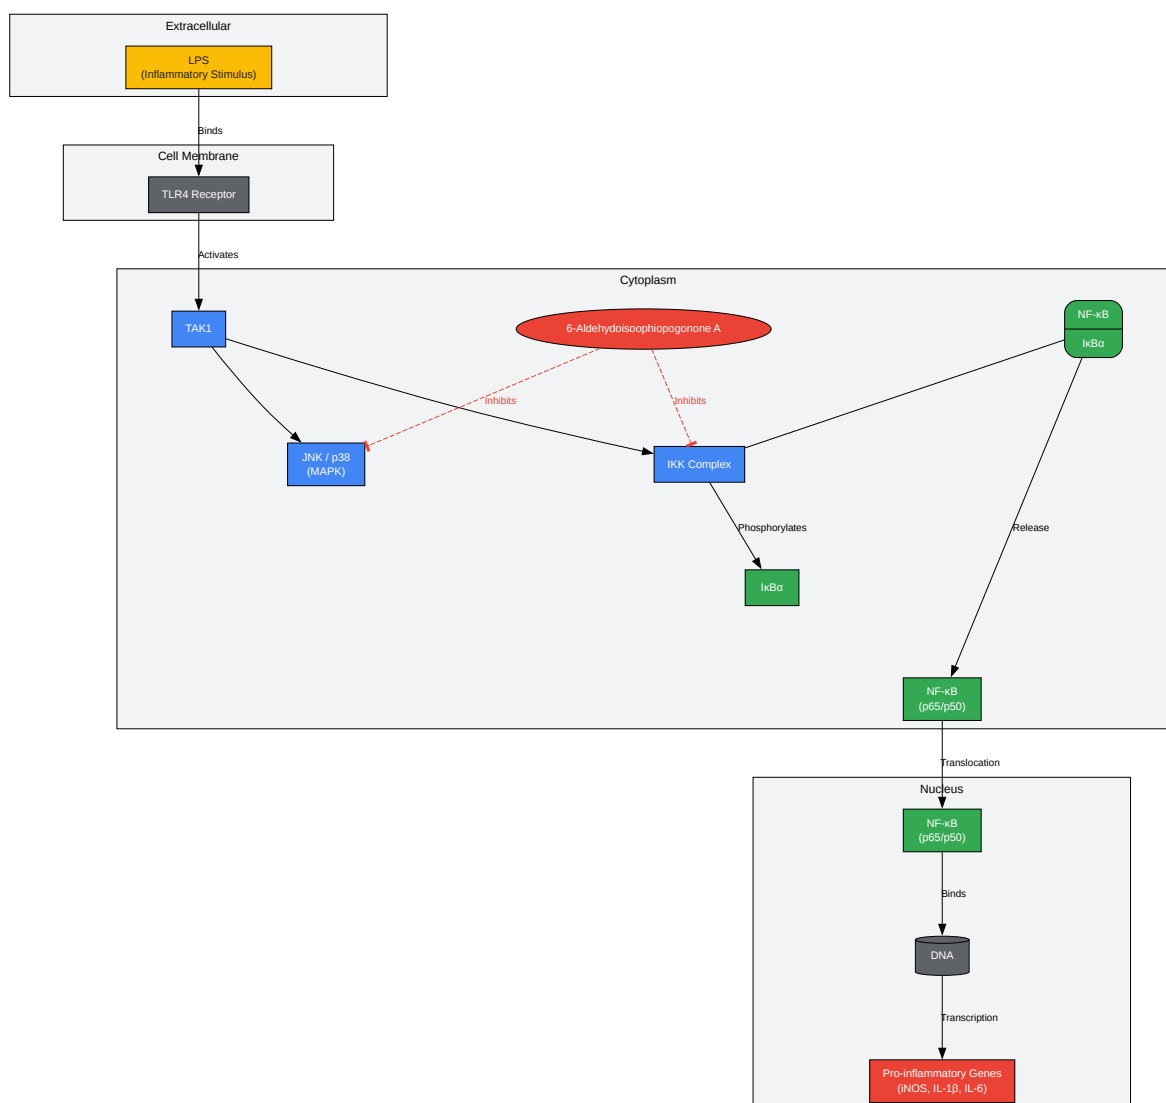 Extracellular
LPS
(Inflammatory Stimulus)
Binds
Cell Membrane
TLR4 Receptor
Activates
Cytoplasm
TAK1
6-Aldehydoisoophiopogonone A
NF-κB
IκBα
Inhibits
Inhibits
JNK / p38
(MAPK)
IKK Complex
Phosphorylates
Release
IκBα
NF-κB
(p65/p50)
Translocation
Nucleus
NF-κB
(p65/p50)
Binds
DNA
Transcription
Pro-inflammatory Genes
(iNOS, IL-1β, IL-6)